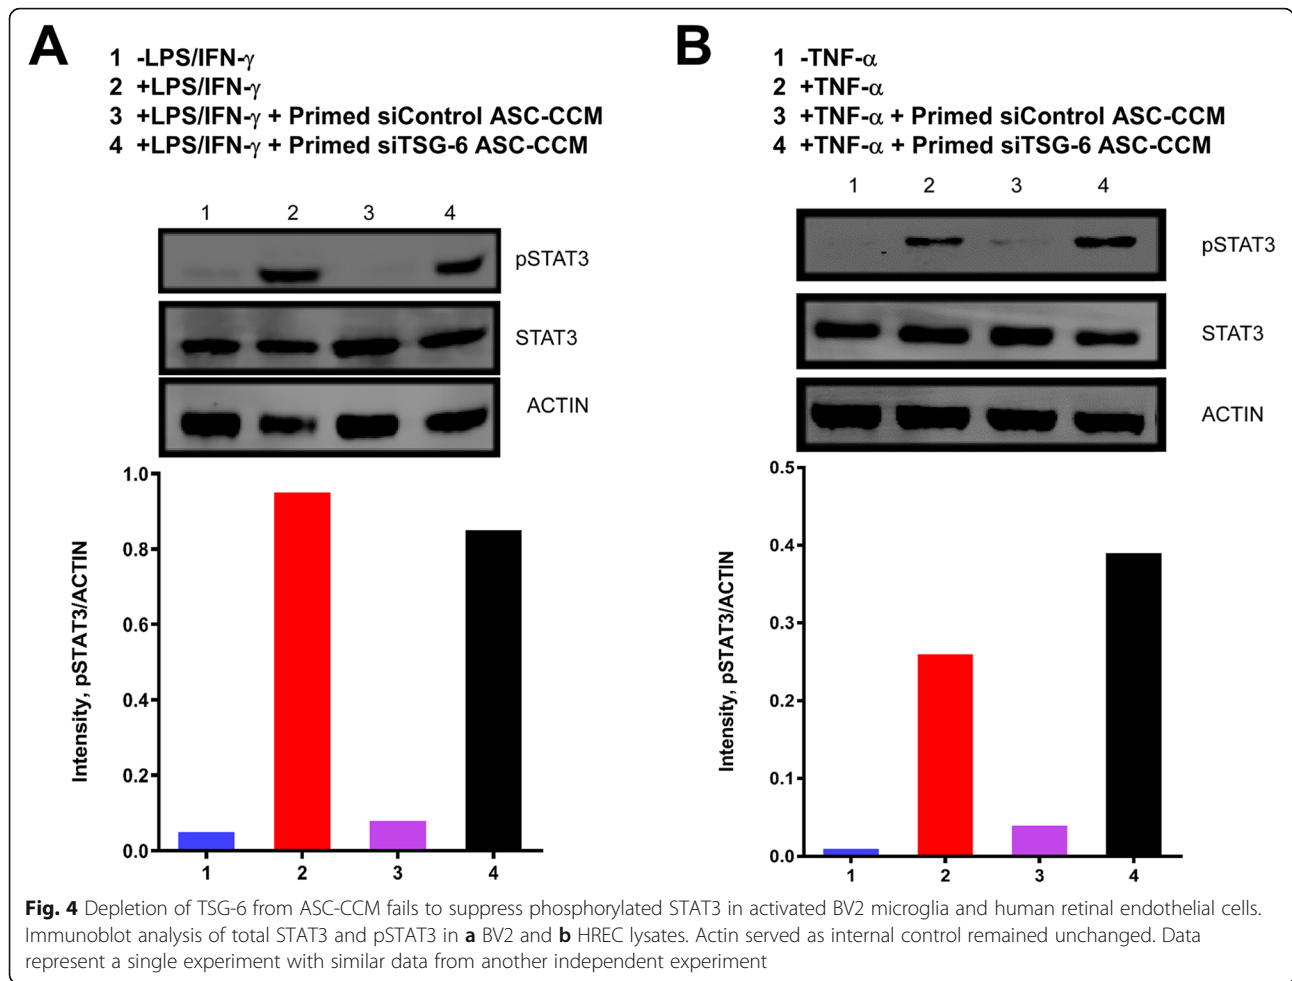 A
1 -LPS/IFN-γ
2 +LPS/IFN-γ
3 +LPS/IFN-γ + Primed siControl ASC-CCM
4 +LPS/IFN-γ + Primed siTSG-6 ASC-CCM
1 2 3 4
pSTAT3
STAT3
ACTIN
Intensity, pSTAT3/ACTIN
1.0
0.8
0.6
0.4
0.2
0.0
1 2 3 4
B
1 -TNF-α
2 +TNF-α
3 +TNF-α + Primed siControl ASC-CCM
4 +TNF-α + Primed siTSG-6 ASC-CCM
1 2 3 4
pSTAT3
STAT3
ACTIN
Intensity, pSTAT3/ACTIN
0.5
0.4
0.3
0.2
0.1
0.0
1 2 3 4
Fig. 4 Depletion of TSG-6 from ASC-CCM fails to suppress phosphorylated STAT3 in activated BV2 microglia and human retinal endothelial cells.
Immunoblot analysis of total STAT3 and pSTAT3 in a BV2 and b HREC lysates. Actin served as internal control remained unchanged. Data
represent a single experiment with similar data from another independent experiment